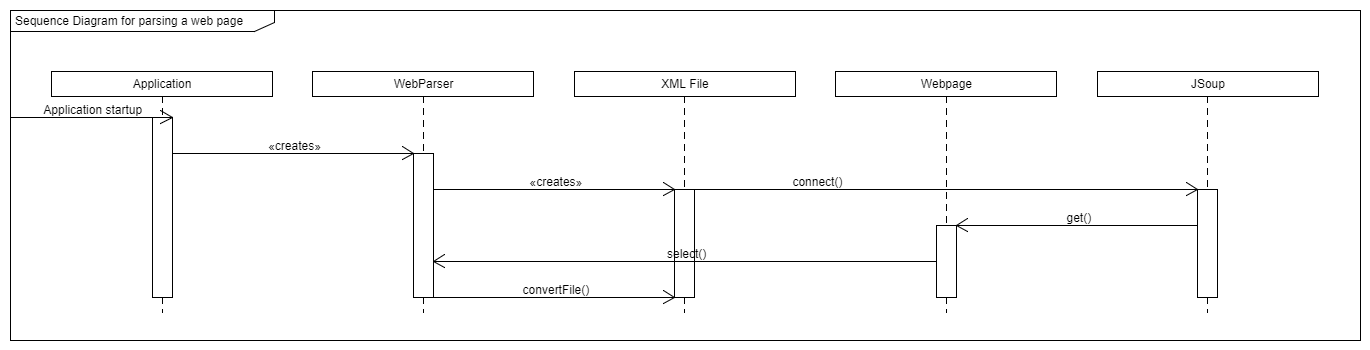 Sequence Diagram for parsing a web page
Application
WebParser
XML File
Webpage
JSoup
Application startup
«creates»
«creates»
connect()
get()
select()
convertFile()